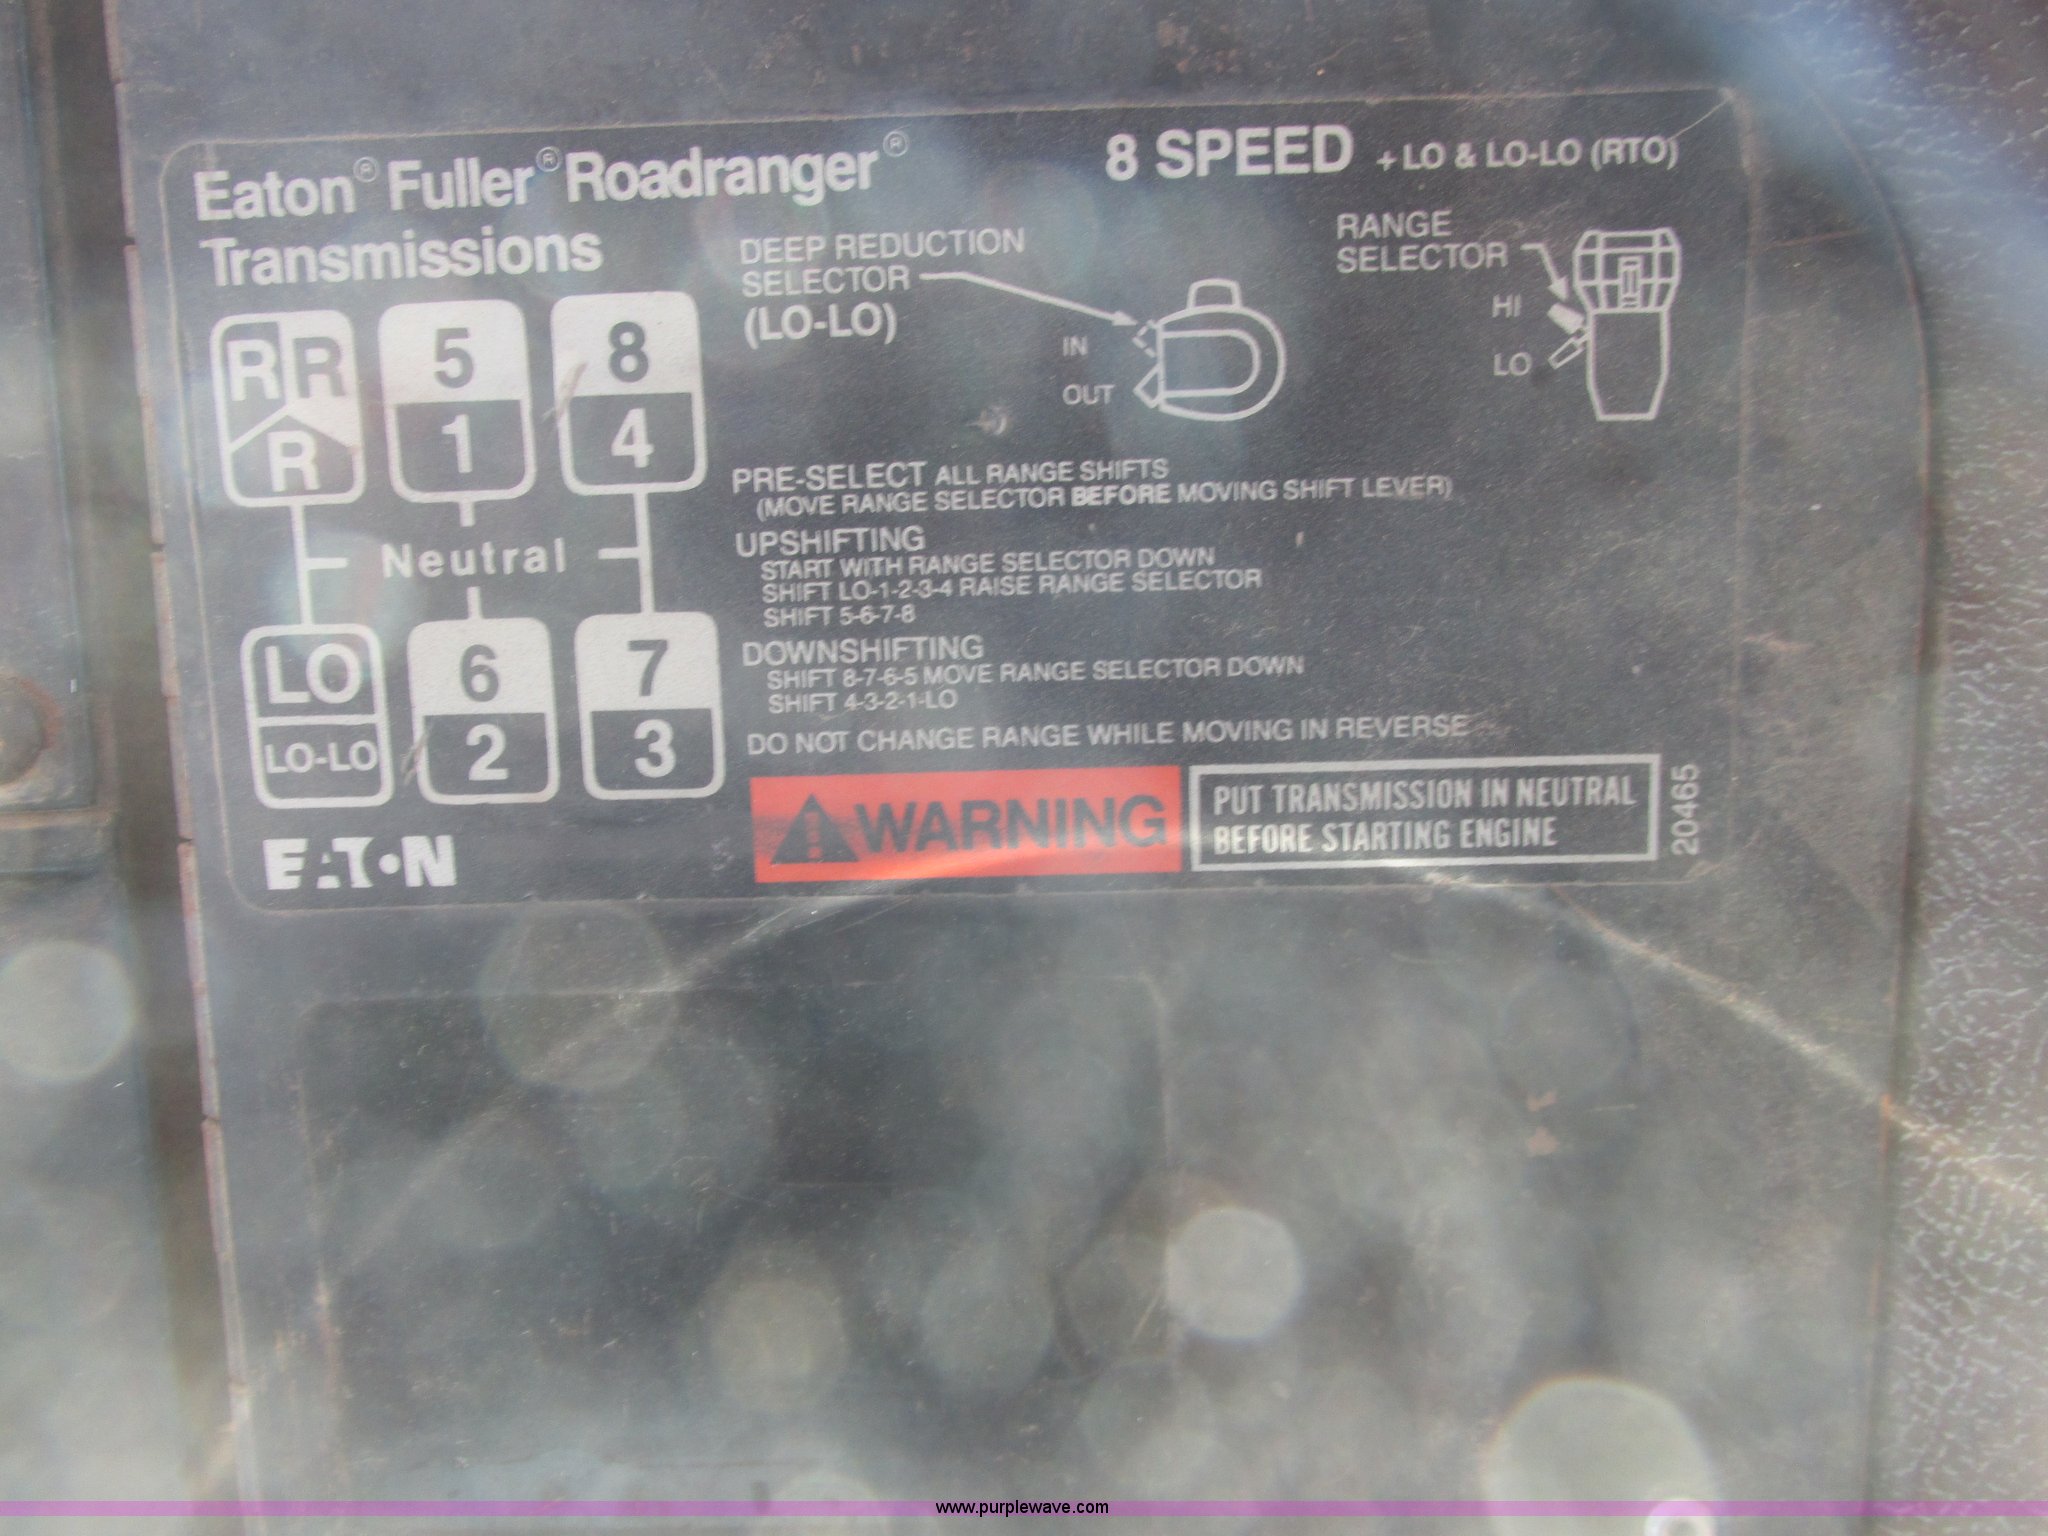 Eaton® Fuller® Roadranger®
Transmissions
8 SPEED + LO & LO-LO (RTO)
R R
R
5
1
8
4
Neutral
LO
LO-LO
6
2
7
3
EATON
DEEP REDUCTION
SELECTOR
(LO-LO)
IN
OUT
RANGE
SELECTOR
HI
LO
PRE-SELECT ALL RANGE SHIFTS
(MOVE RANGE SELECTOR BEFORE MOVING SHIFT LEVER)
UPSHIFTING
START WITH RANGE SELECTOR DOWN
SHIFT LO-1-2-3-4 RAISE RANGE SELECTOR
SHIFT 5-6-7-8
DOWNSHIFTING
SHIFT 8-7-6-5 MOVE RANGE SELECTOR DOWN
SHIFT 4-3-2-1-LO
DO NOT CHANGE RANGE WHILE MOVING IN REVERSE
WARNING
PUT TRANSMISSION IN NEUTRAL
BEFORE STARTING ENGINE
20465
www.purplewave.com